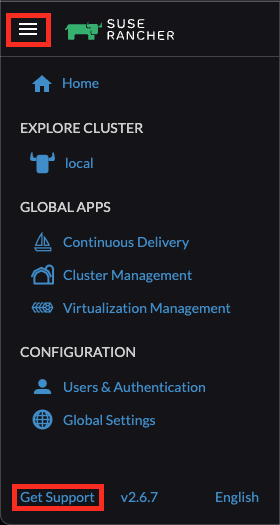 SUSE
RANCHER
Home
EXPLORE CLUSTER
local
GLOBAL APPS
Continuous Delivery
Cluster Management
Virtualization Management
CONFIGURATION
Users & Authentication
Global Settings
Get Support v2.6.7 English